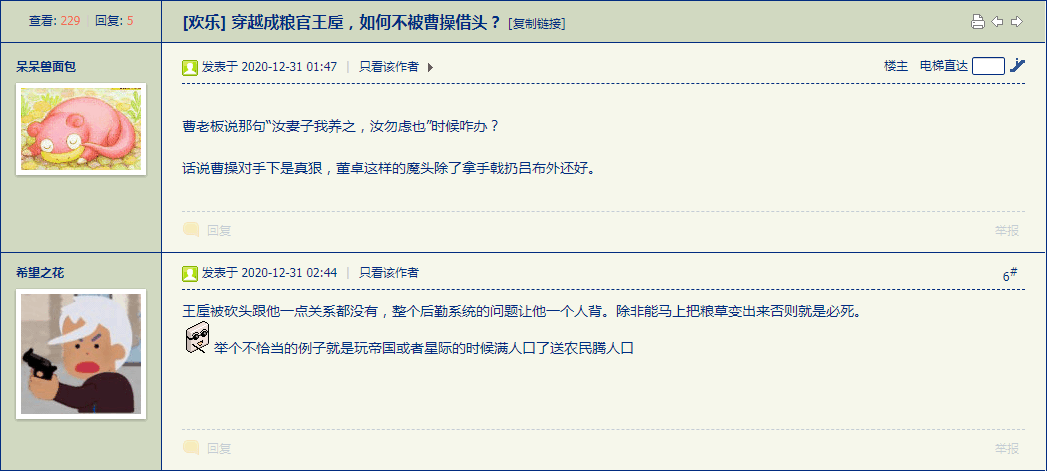 查看: 229 | 回复: 5
[欢乐] 穿越成粮官王垕，如何不被曹操借头？ [复制链接]
呆呆兽面包
发表于 2020-12-31 01:47 | 只看该作者
楼主 电梯直达
曹老板说那句“汝妻子我养之，汝勿虑也”时候咋办？
话说曹操对手下是真狠，董卓这样的魔头除了拿手戟扔吕布外还好。
回复 举报
希望之花
发表于 2020-12-31 02:44 | 只看该作者
6#
王垕被砍头跟他一点关系都没有，整个后勤系统的问题让他一个人背。除非能马上把粮草变出来否则就是必死。
举个不恰当的例子就是玩帝国或者星际的时候满人口了送农民腾人口
回复 举报